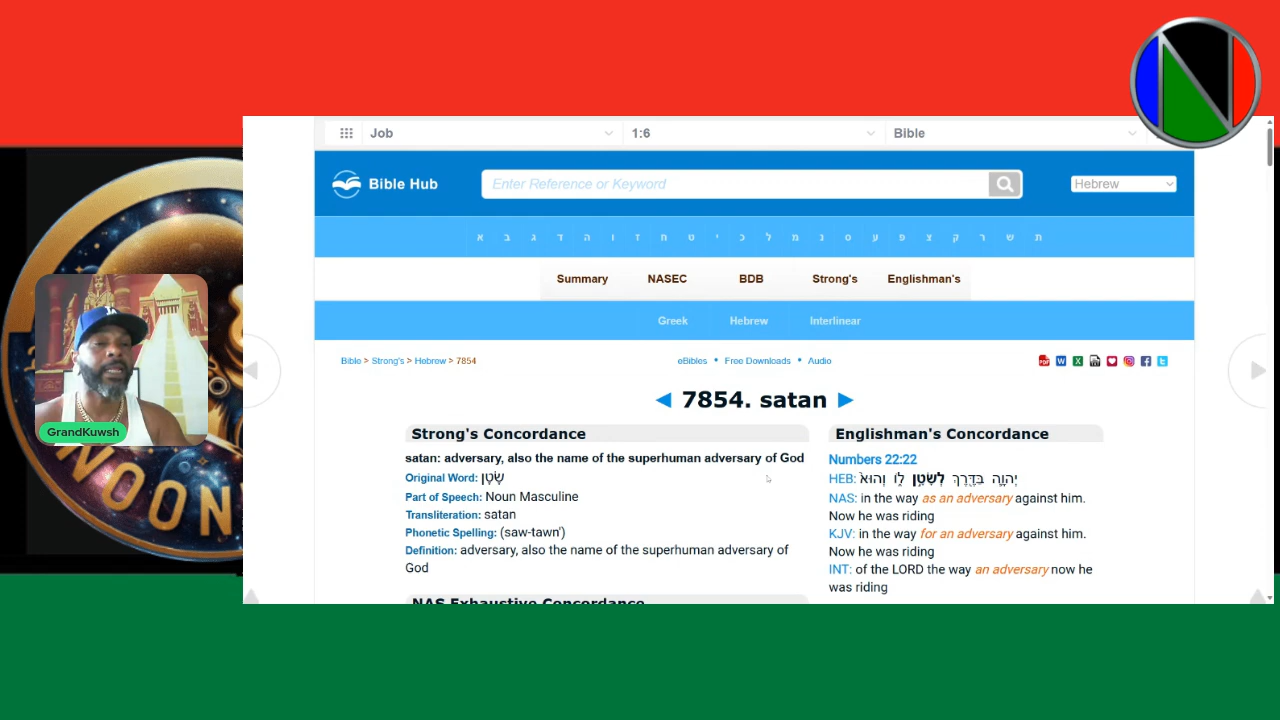 Job 1:6 Bible
Bible Hub Enter Reference or Keyword Hebrew
א ב ג ד ה ו ז ח ט י כ ל מ נ ס ע פ צ ק ר ש ת
Summary NASEC BDB Strong's Englishman's
Greek Hebrew Interlinear
Bible > Strong's > Hebrew > 7854
eBibles • Free Downloads • Audio
◄ 7854. satan ►
Strong's Concordance
satan: adversary, also the name of the superhuman adversary of God
Original Word: שָׂטָן
Part of Speech: Noun Masculine
Transliteration: satan
Phonetic Spelling: (saw-tawn')
Definition: adversary, also the name of the superhuman adversary of
God
NAS Exhaustive Concordance
Englishman's Concordance
Numbers 22:22
HEB: יְהוָ֛ה בַּדֶּ֖רֶךְ לְשָׂטָ֣ן ל֑וֹ וְהוּא֙
NAS: in the way as an adversary against him.
Now he was riding
KJV: in the way for an adversary against him.
Now he was riding
INT: of the LORD the way an adversary now he
was riding
GrandKuwsh
NOON
N